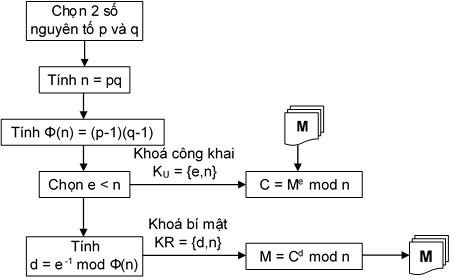 Chọn 2 số
nguyên tố p và q
Tính n = pq
Tính Φ(n) = (p-1)(q-1)
M
Khoá công khai
KU = {e,n}
Chọn e < n
C = Me mod n
Khoá bí mật
KR = {d,n}
Tính
d = e-1 mod Φ(n)
M = Cd mod n
M